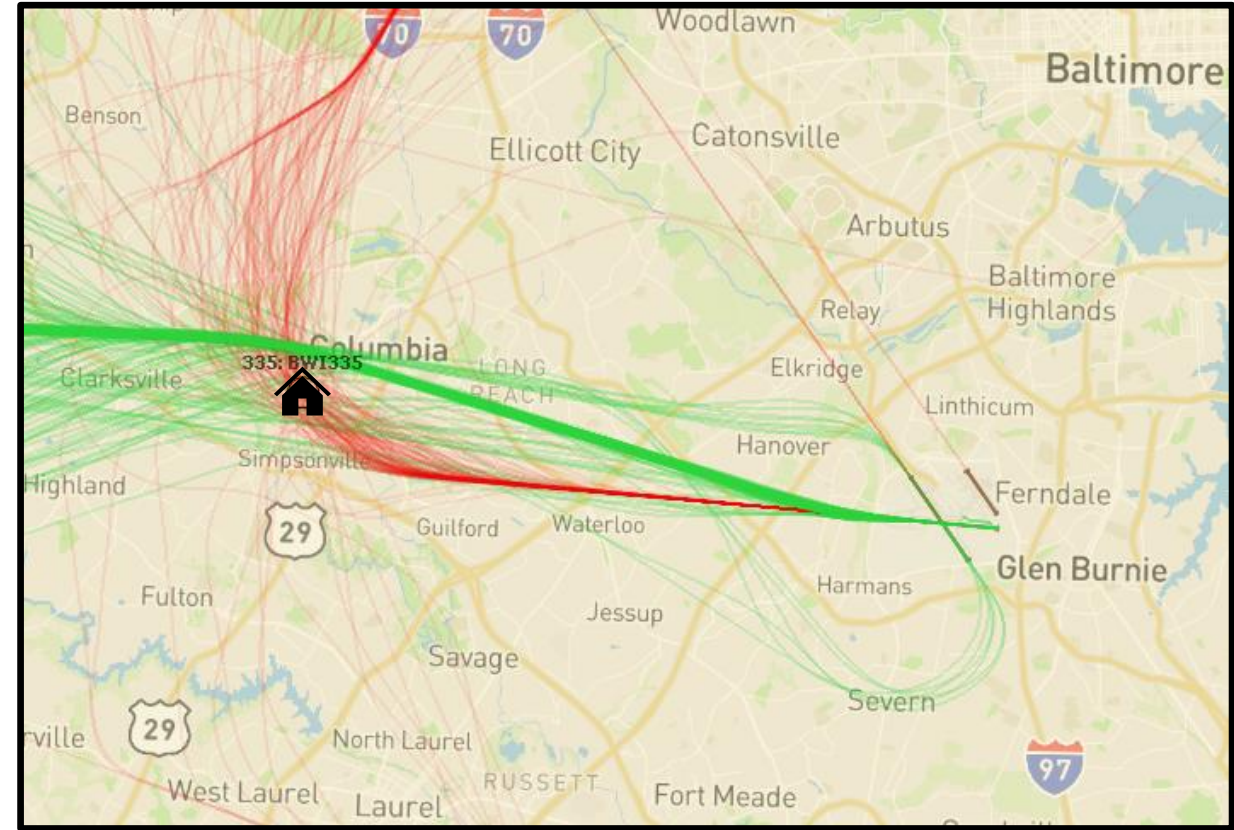 70
70
Woodlawn
Baltimore
Benson
Ellicott City
Catonsville
Arbutus
Baltimore
Highlands
Relay
Columbia
335: BWI335
LONG
REACH
Elkridge
Clarksville
Linthicum
Hanover
Simpsonville
Highland
Ferndale
29
Guilford
Waterloo
Glen Burnie
Harmans
Fulton
Jessup
Savage
Severn
29
rville
North Laurel
97
RUSSETT
West Laurel
Laurel
Fort Meade